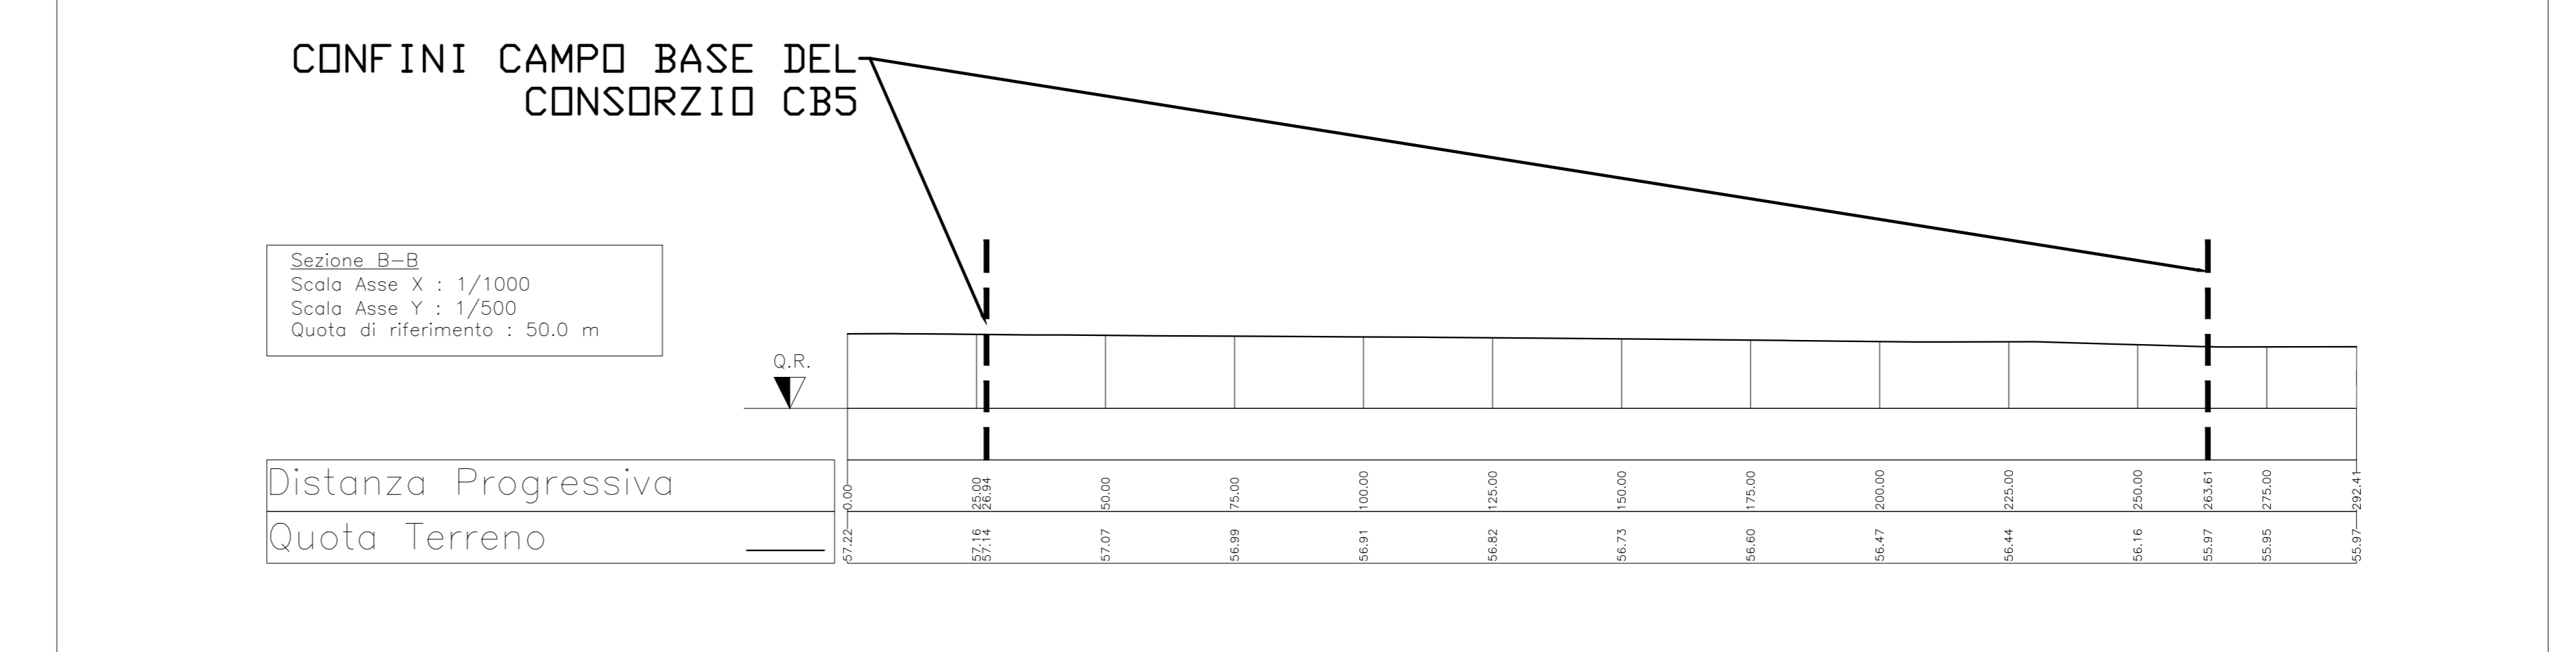 CONFINI CAMPO BASE DEL
CONSORZIO CB5
Sezione B-B
Scala Asse X : 1/1000
Scala Asse Y : 1/500
Quota di riferimento : 50.0 m
Q.R.
Distanza Progressiva 0.00 25.00 26.94 50.00 75.00 100.00 125.00 150.00 175.00 200.00 225.00 250.00 263.61 275.00 292.41
Quota Terreno 57.22 57.16 57.14 57.07 56.99 56.91 56.82 56.73 56.60 56.47 56.44 56.16 55.97 55.95 55.97